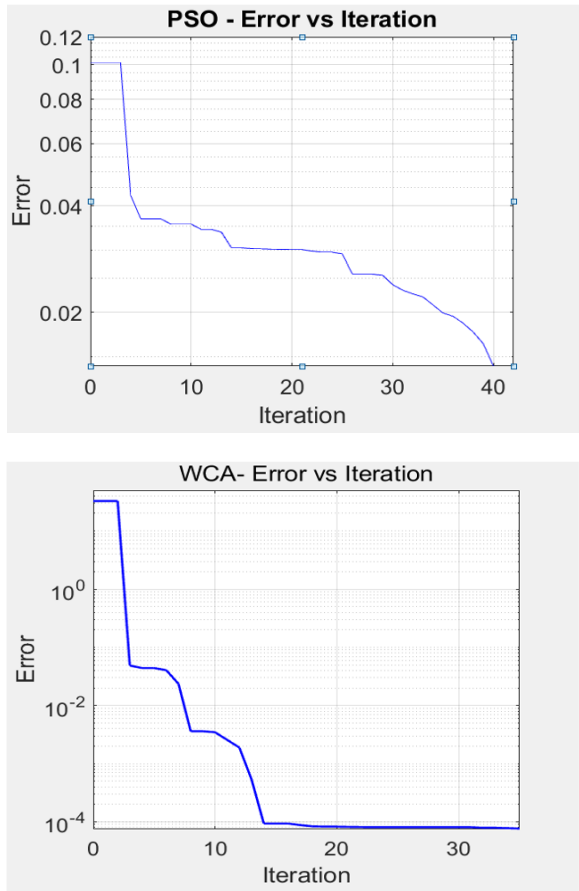 PSO - Error vs Iteration
0.12
0.1
0.08
0.06
0.04
0.02
Error
0 10 20 30 40
Iteration
WCA- Error vs Iteration
10^0
10^-2
10^-4
Error
0 10 20 30
Iteration